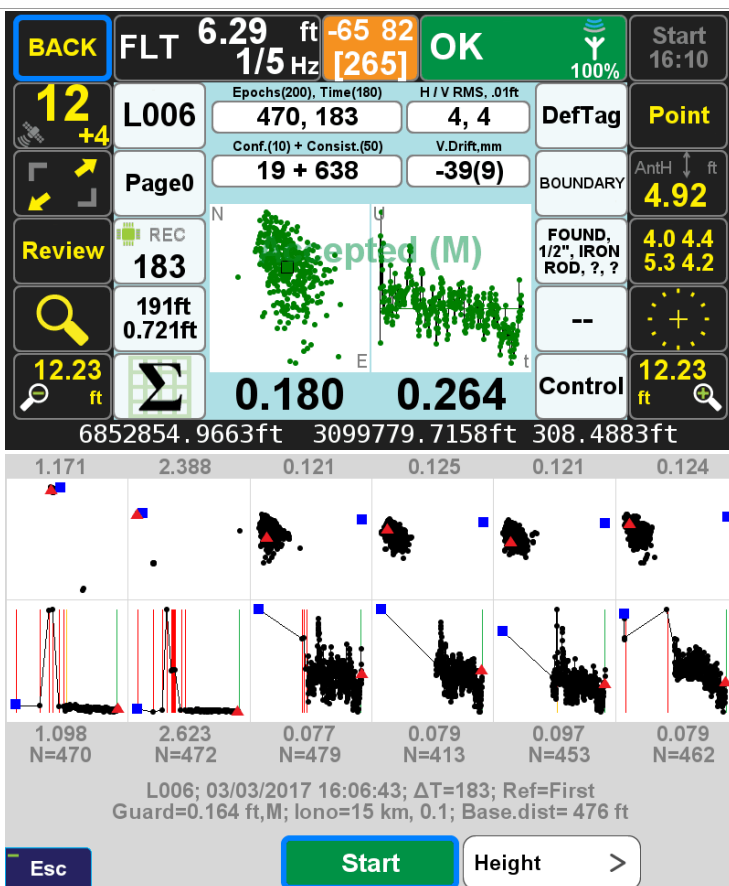 BACK
FLT
6.29 ft
1/5 Hz
-65 82
[265]
OK
100%
Start
16:10
12
+4
L006
Epochs(200), Time(180)
470, 183
H / V RMS, .01ft
4, 4
DefTag
Point
Page0
Conf.(10) + Consist.(50)
19 + 638
V.Drift,mm
-39(9)
BOUNDARY
AntH ft
4.92
Review
REC
183
N
U
E
t
Accepted (M)
FOUND,
1/2", IRON
ROD, ?, ?
4.0 4.4
5.3 4.2
191ft
0.721ft
--
12.23
ft
Σ
0.180
0.264
Control
12.23
ft
6852854.9663ft 3099779.7158ft 308.4883ft
1.171 2.388 0.121 0.125 0.121 0.124
1.098 2.623 0.077 0.079 0.097 0.079
N=470 N=472 N=479 N=413 N=453 N=462
L006; 03/03/2017 16:06:43; ΔT=183; Ref=First
Guard=0.164 ft,M; Iono=15 km, 0.1; Base.dist= 476 ft
Esc
Start
Height >